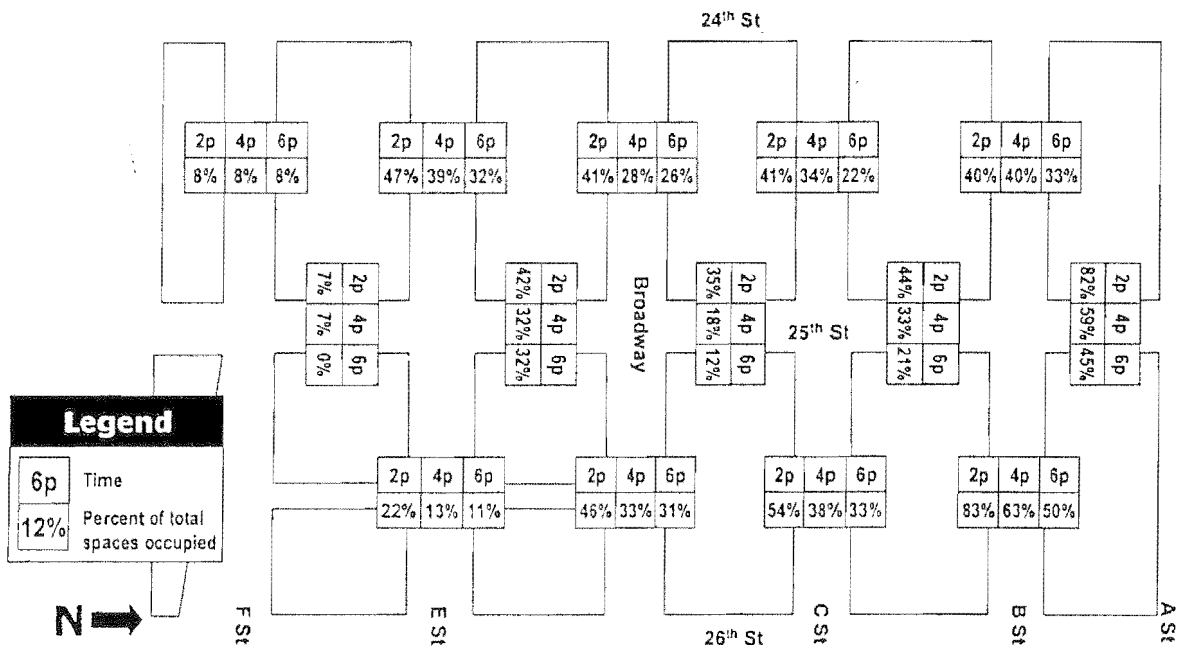 24th St
2p 4p 6p
8% 8% 8%
2p 4p 6p
47% 39% 32%
2p 4p 6p
41% 28% 26%
2p 4p 6p
41% 34% 22%
2p 4p 6p
40% 40% 33%
2p 4p 6p
7% 7% 0%
2p 4p 6p
42% 32% 32%
Broadway
2p 4p 6p
35% 18% 12%
25th St
2p 4p 6p
44% 33% 21%
2p 4p 6p
82% 59% 45%
Legend
6p Time
12% Percent of total
spaces occupied
2p 4p 6p
22% 13% 11%
2p 4p 6p
46% 33% 31%
2p 4p 6p
54% 38% 33%
2p 4p 6p
83% 63% 50%
N
F St
E St
26th St
C St
B St
A St